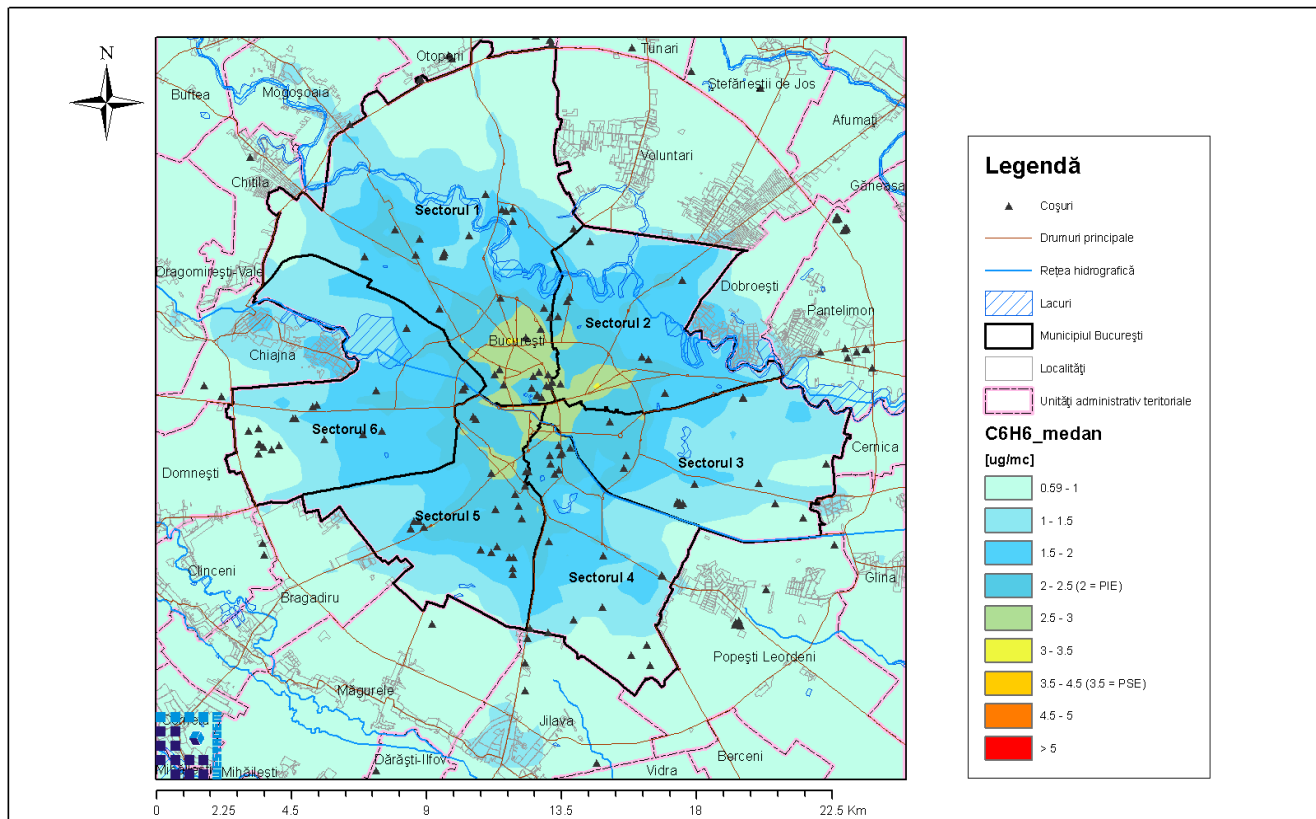 N
Otopeni
Tunari
Ştefăneştii de Jos
Buftea
Mogoşoaia
Afumaţi
Voluntari
Chitila
Găneasa
Sectorul 1
Dragomireşti-Vale
Dobroeşti
Pantelimon
Sectorul 2
Bucureşti
Chiajna
Sectorul 6
Cernica
Sectorul 3
Domneşti
Sectorul 5
Clinceni
Sectorul 4
Glina
Bragadiru
Popeşti Leordeni
Măgurele
Jilava
Dărăşti-Ilfov
Berceni
Vidra
Mihăileşti
Mihăileşti
0 2.25 4.5 9 13.5 18 22.5 Km
Legendă
Coşuri
Drumuri principale
Reţea hidrografică
Lacuri
Municipiul Bucureşti
Localităţi
Unităţi administrativ teritoriale
C6H6_medan
[ug/mc]
0.59 - 1
1 - 1.5
1.5 - 2
2 - 2.5 (2 = PIE)
2.5 - 3
3 - 3.5
3.5 - 4.5 (3.5 = PSE)
4.5 - 5
> 5